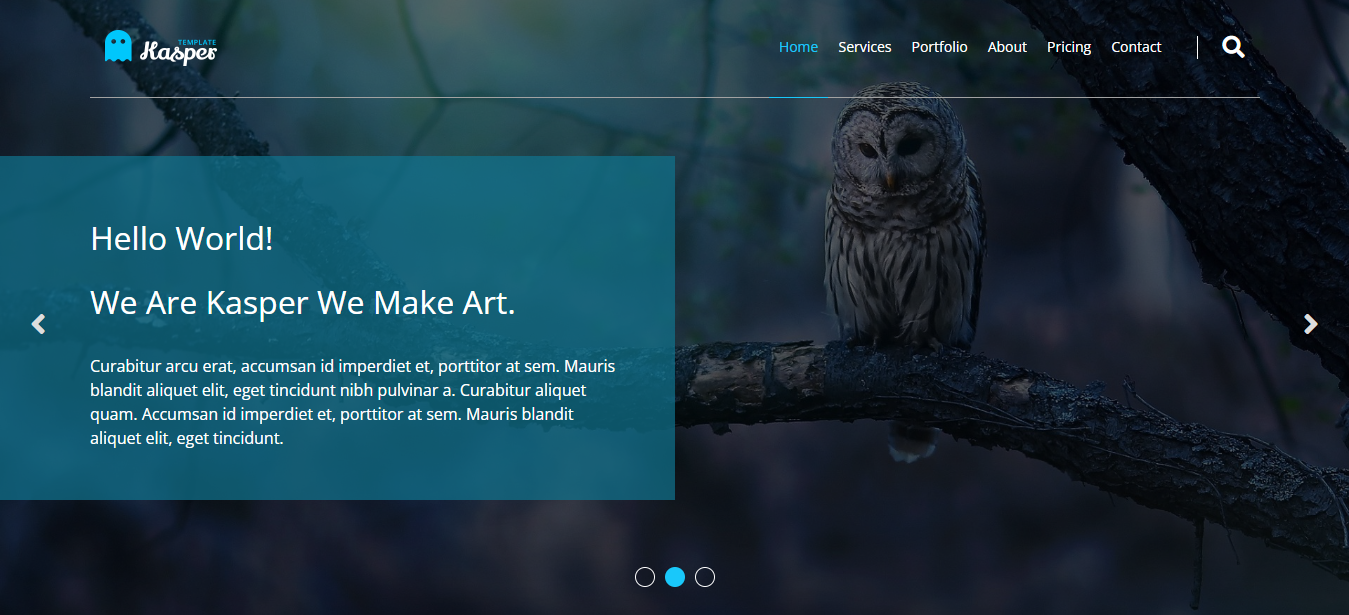 TEMPLATE
Kasper
Home Services Portfolio About Pricing Contact
Hello World!
We Are Kasper We Make Art.
Curabitur arcu erat, accumsan id imperdiet et, porttitor at sem. Mauris
blandit aliquet elit, eget tincidunt nibh pulvinar a. Curabitur aliquet
quam. Accumsan id imperdiet et, porttitor at sem. Mauris blandit
aliquet elit, eget tincidunt.